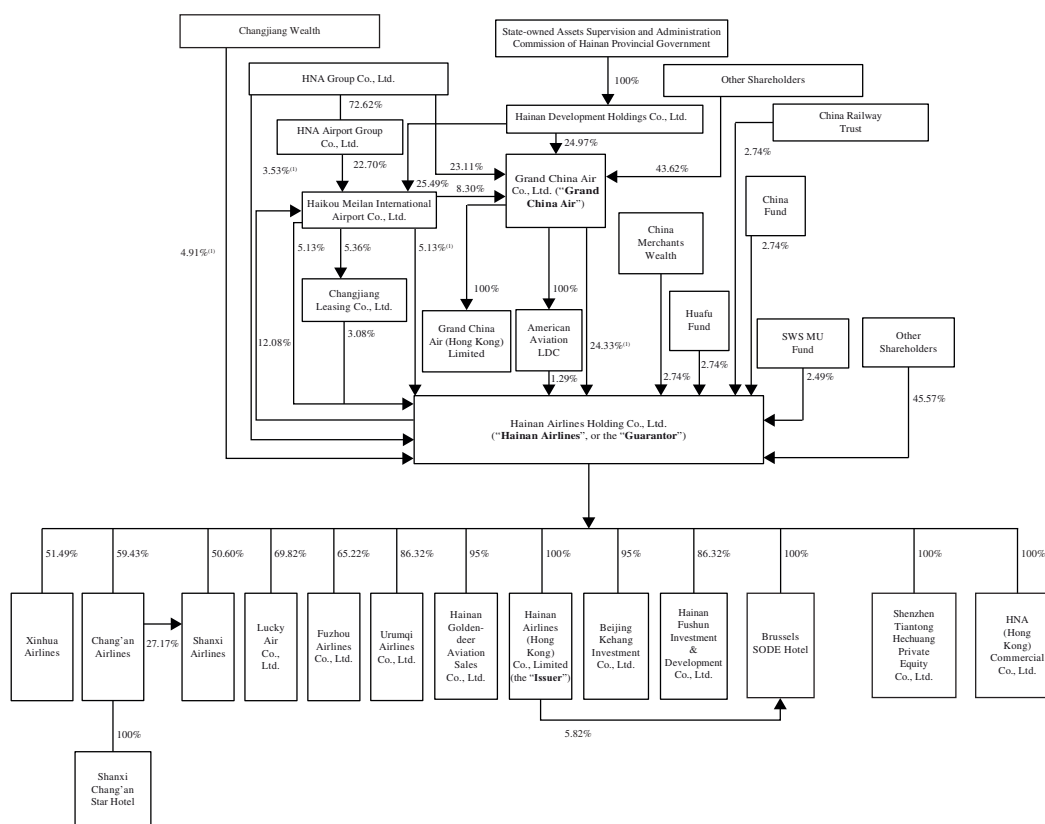 Changjiang Wealth
State-owned Assets Supervision and Administration
Commission of Hainan Provincial Government
HNA Group Co., Ltd.
100%
Other Shareholders
72.62%
Hainan Development Holdings Co., Ltd.
China Railway
Trust
HNA Airport Group
Co., Ltd.
24.97%
2.74%
3.53%(1)
22.70%
23.11%
43.62%
25.49%
8.30%
Grand China Air
Co., Ltd. (“Grand
China Air”)
Haikou Meilan International
Airport Co., Ltd.
China
Fund
China
Merchants
Wealth
4.91%(1)
5.13%
5.36%
5.13%(1)
2.74%
100%
100%
Changjiang
Leasing Co., Ltd.
Huafu
Fund
12.08%
3.08%
Grand China
Air (Hong Kong)
Limited
American
Aviation
LDC
24.33%(1)
SWS MU
Fund
Other
Shareholders
1.29%
2.74%
2.74%
2.49%
45.57%
Hainan Airlines Holding Co., Ltd.
(“Hainan Airlines”, or the “Guarantor”)
51.49%
59.43%
50.60%
69.82%
65.22%
86.32%
95%
100%
95%
86.32%
100%
100%
100%
Xinhua
Airlines
Chang’an
Airlines
27.17%
Shanxi
Airlines
Lucky
Air
Co.,
Ltd.
Fuzhou
Airlines
Co., Ltd.
Urumqi
Airlines
Co., Ltd.
Hainan
Golden-
deer
Aviation
Sales
Co., Ltd.
Hainan
Airlines
(Hong
Kong)
Co., Limited
(the “Issuer”)
Beijing
Kehang
Investment
Co., Ltd.
Hainan
Fushun
Investment
&
Development
Co., Ltd.
Brussels
SODE Hotel
Shenzhen
Tiantong
Hechuang
Private
Equity
Co., Ltd.
HNA
(Hong
Kong)
Commercial
Co., Ltd.
5.82%
100%
Shanxi
Chang’an
Star Hotel